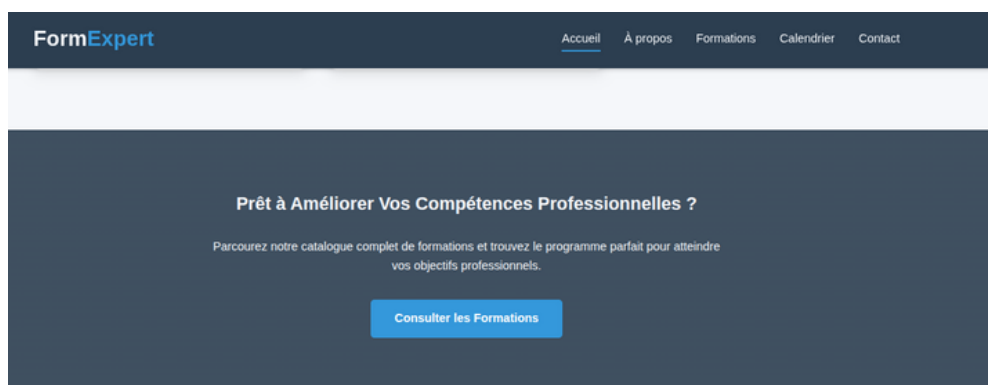 FormExpert
Accueil À propos Formations Calendrier Contact
Prêt à Améliorer Vos Compétences Professionnelles ?
Parcourez notre catalogue complet de formations et trouvez le programme parfait pour atteindre
vos objectifs professionnels.
Consulter les Formations